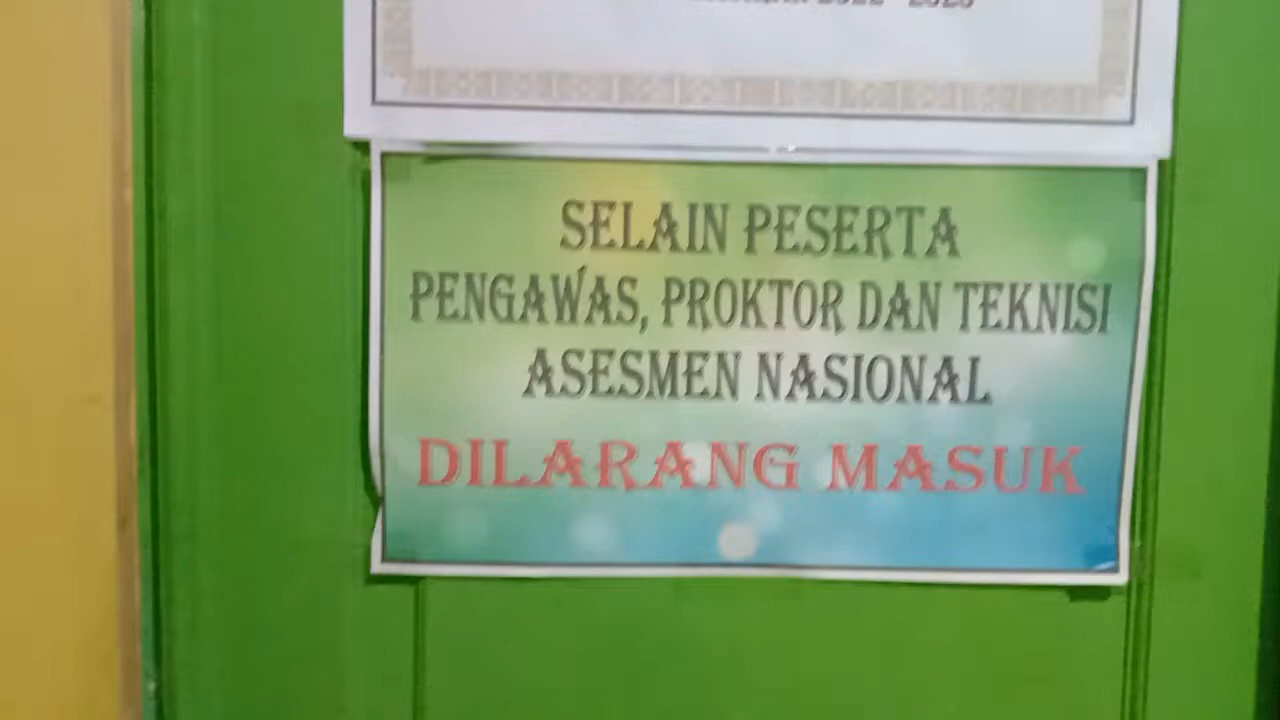 SELAIN PESERTA
PENGAWAS, PROKTOR DAN TEKNISI
ASESMEN NASIONAL
DILARANG MASUK